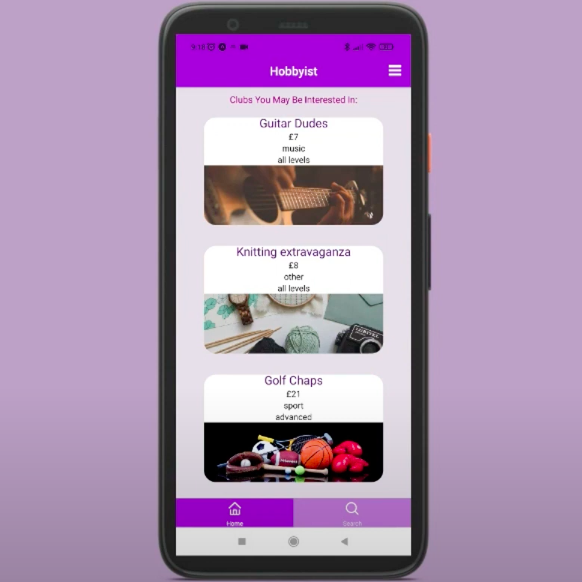 9:18
Hobbyist
Clubs You May Be Interested In:
Guitar Dudes
£7
music
all levels
Knitting extravaganza
£8
other
all levels
Golf Chaps
£21
sport
advanced
Home
Search